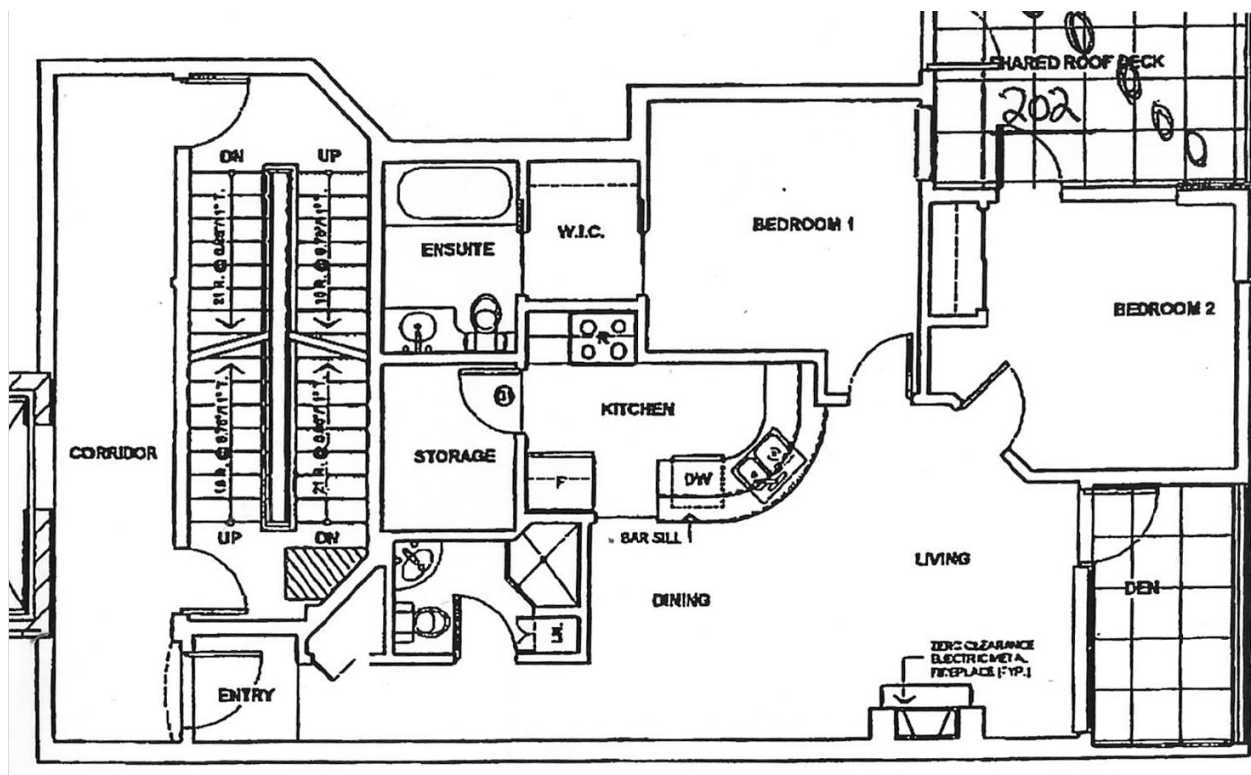 SHARED ROOF DECK
202
DN
UP
ENSUITE
W.I.C.
BEDROOM 1
BEDROOM 2
CORRIDOR
STORAGE
KITCHEN
F
DW
BAR SILL
UP
DN
DINING
LIVING
DEN
LIN.
ENTRY
ZERO CLEARANCE
ELECTRIC METAL
FIREPLACE (TYP.)